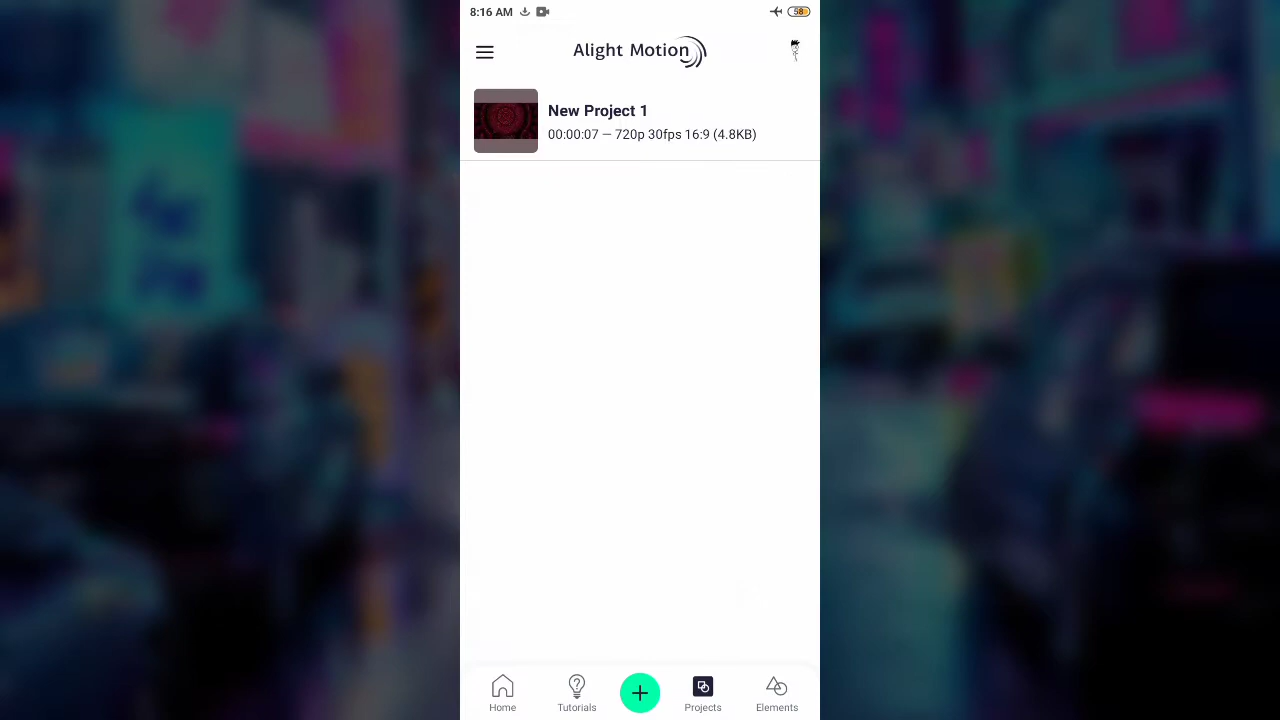 8:16 AM
58
Alight Motion
New Project 1
00:00:07 — 720p 30fps 16:9 (4.8KB)
Home
Tutorials
Projects
Elements